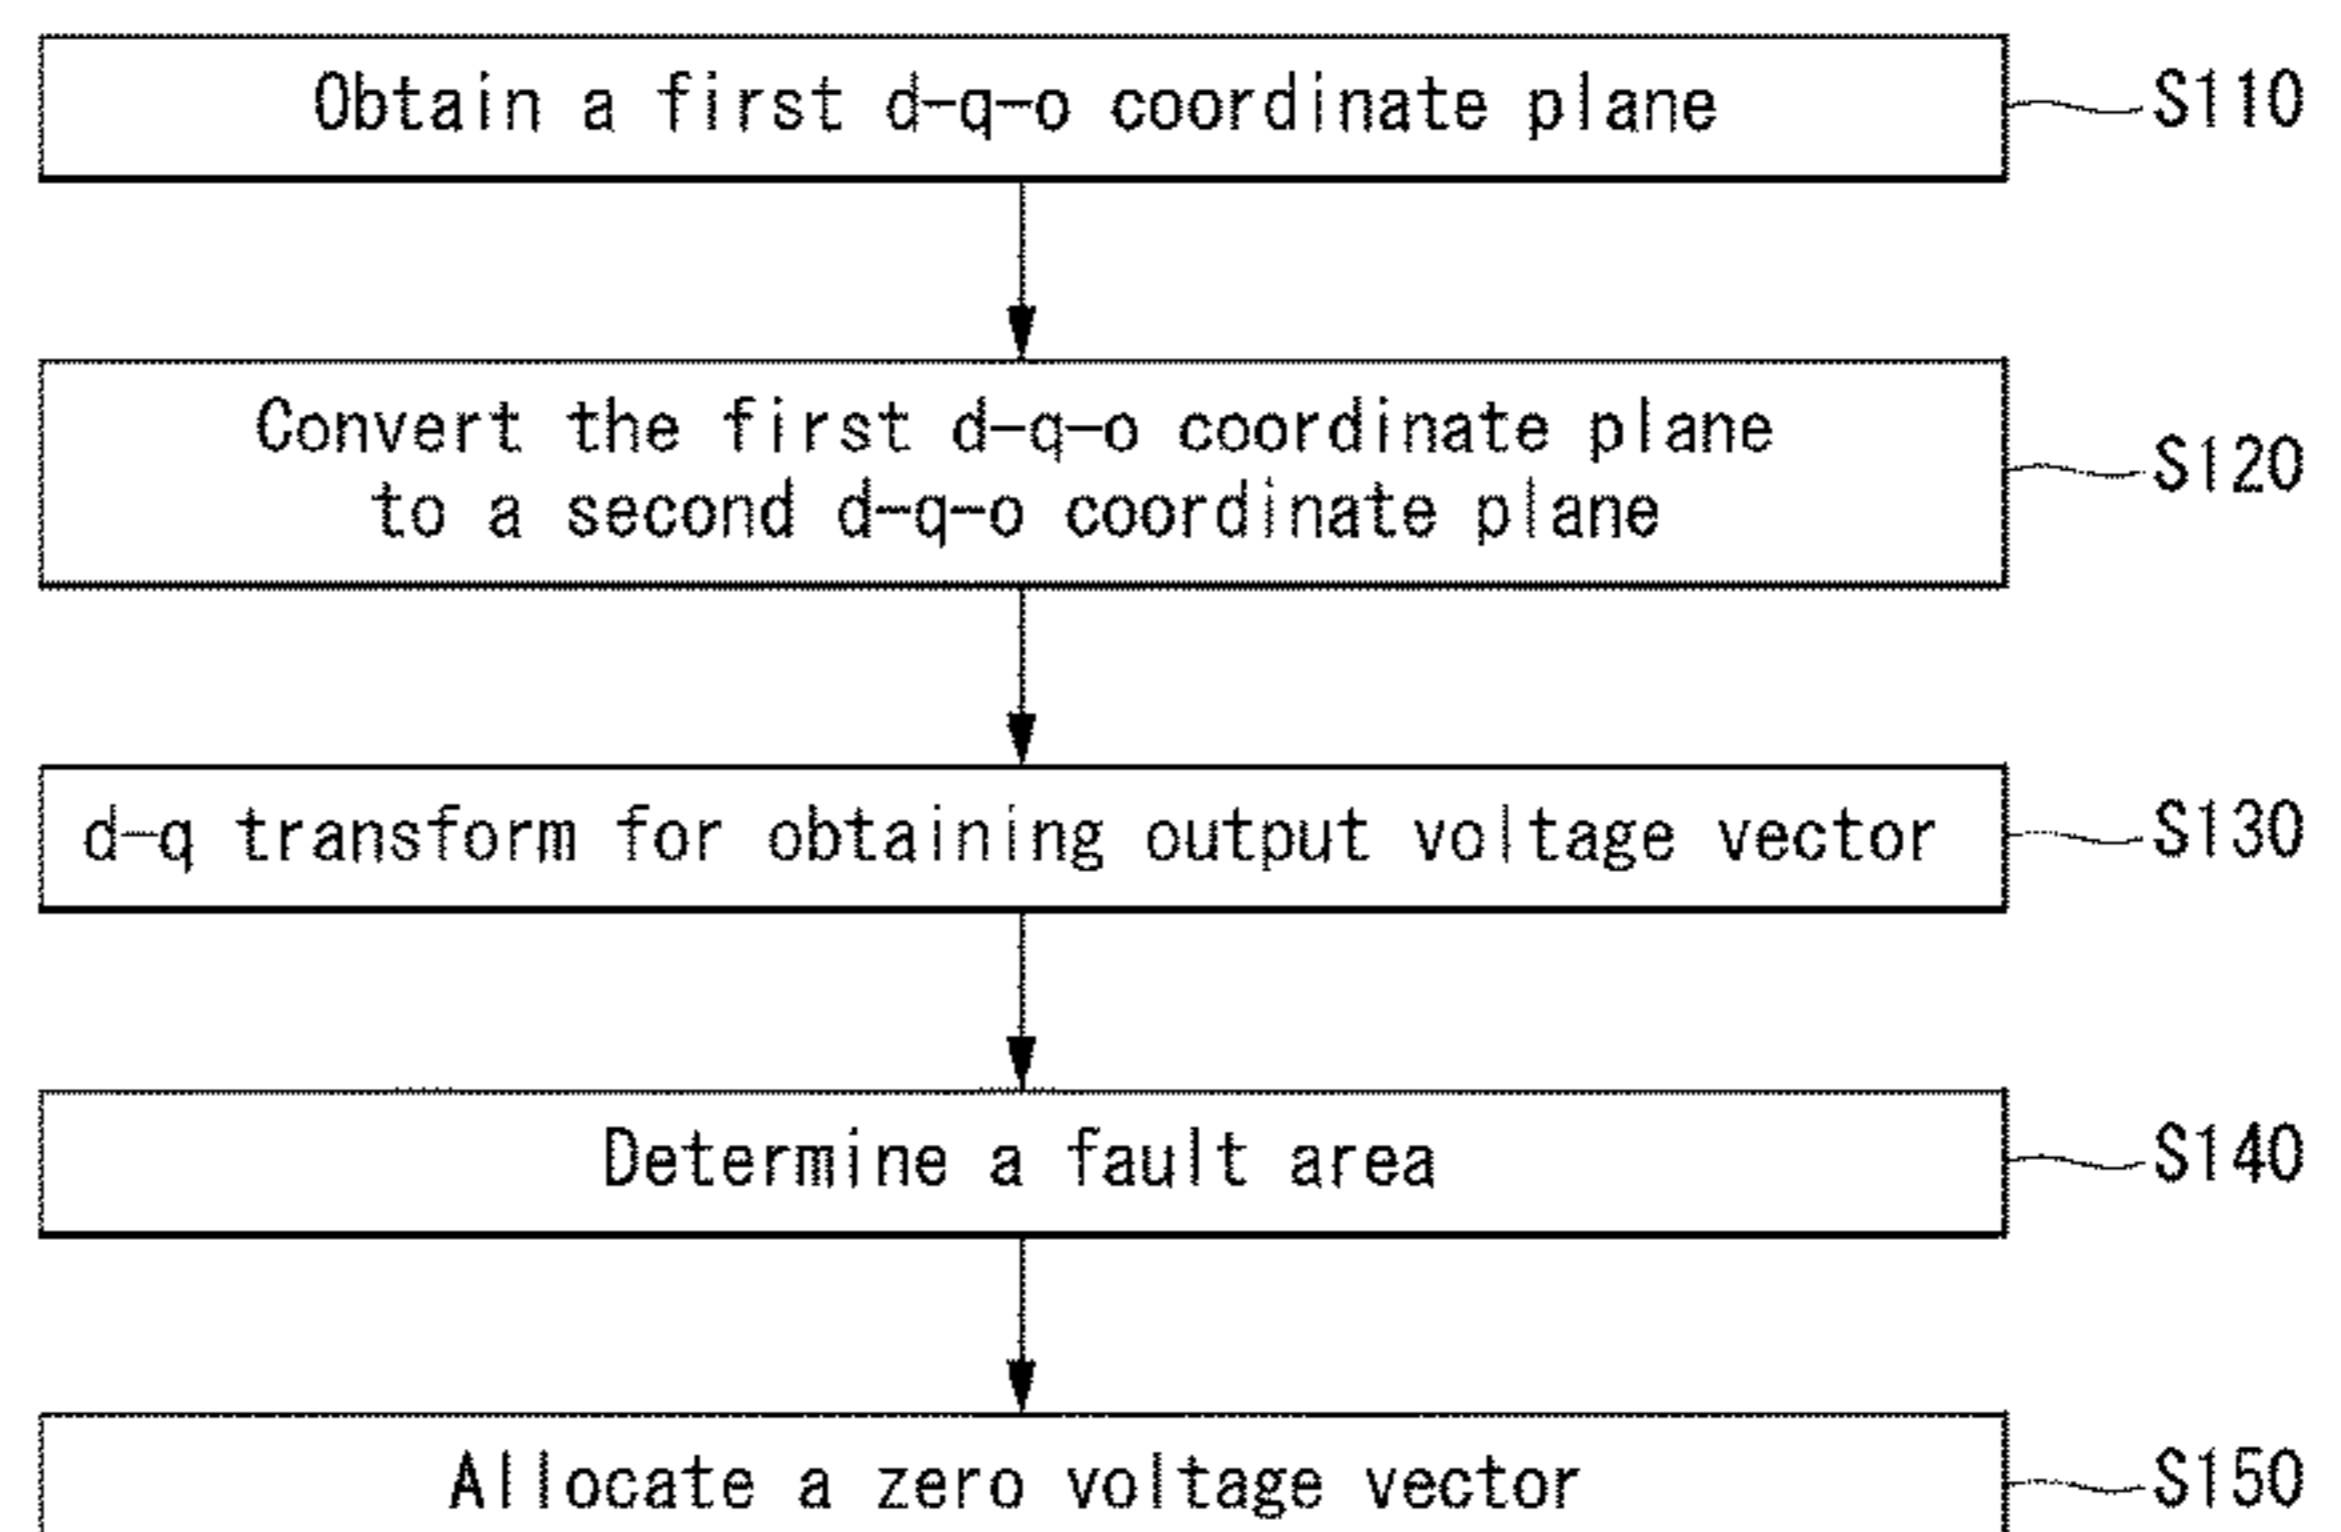 Obtain a first d-q-o coordinate plane
S110
Convert the first d-q-o coordinate plane
to a second d-q-o coordinate plane
S120
d-q transform for obtaining output voltage vector
S130
Determine a fault area
S140
Allocate a zero voltage vector
S150